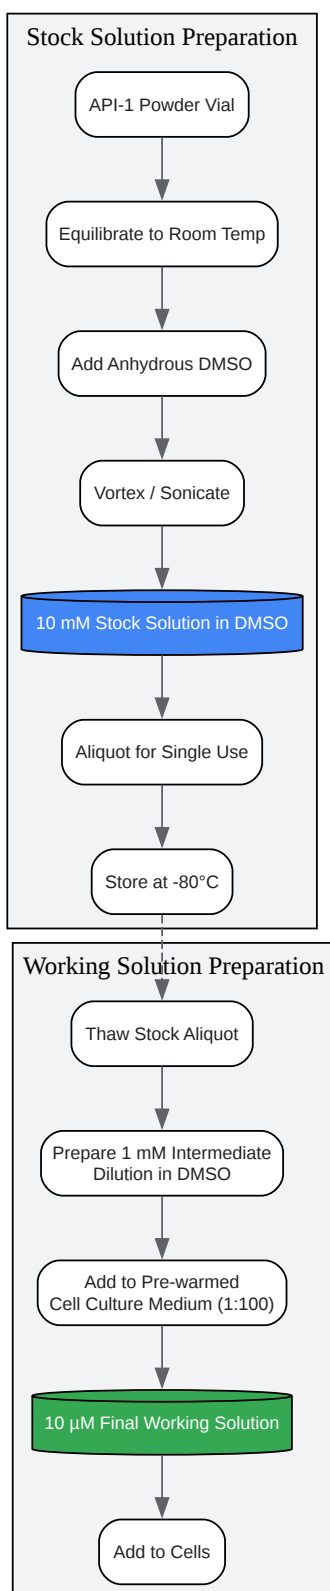 Stock Solution Preparation
API-1 Powder Vial
Equilibrate to Room Temp
Add Anhydrous DMSO
Vortex / Sonicate
10 mM Stock Solution in DMSO
Aliquot for Single Use
Store at -80°C
Working Solution Preparation
Thaw Stock Aliquot
Prepare 1 mM Intermediate
Dilution in DMSO
Add to Pre-warmed
Cell Culture Medium (1:100)
10 µM Final Working Solution
Add to Cells